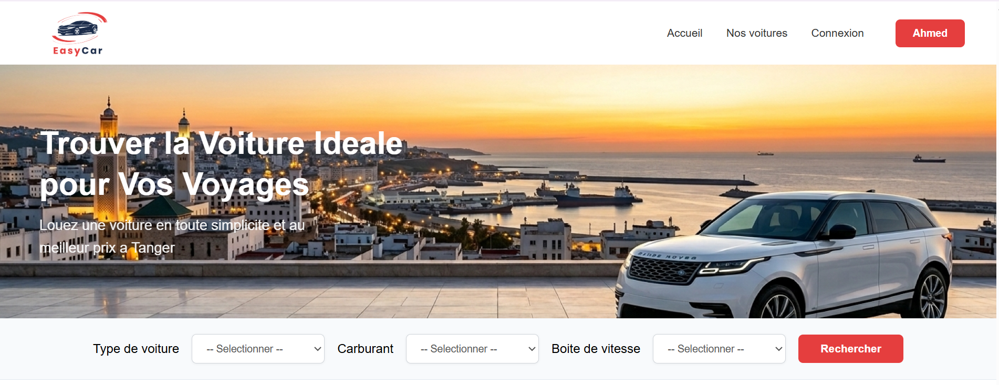 EasyCar
Accueil
Nos voitures
Connexion
Ahmed
Trouver la Voiture Ideale
pour Vos Voyages
Louez une voiture en toute simplicite et au
meilleur prix a Tanger
Type de voiture
-- Selectionner --
Carburant
-- Selectionner --
Boite de vitesse
-- Selectionner --
Rechercher